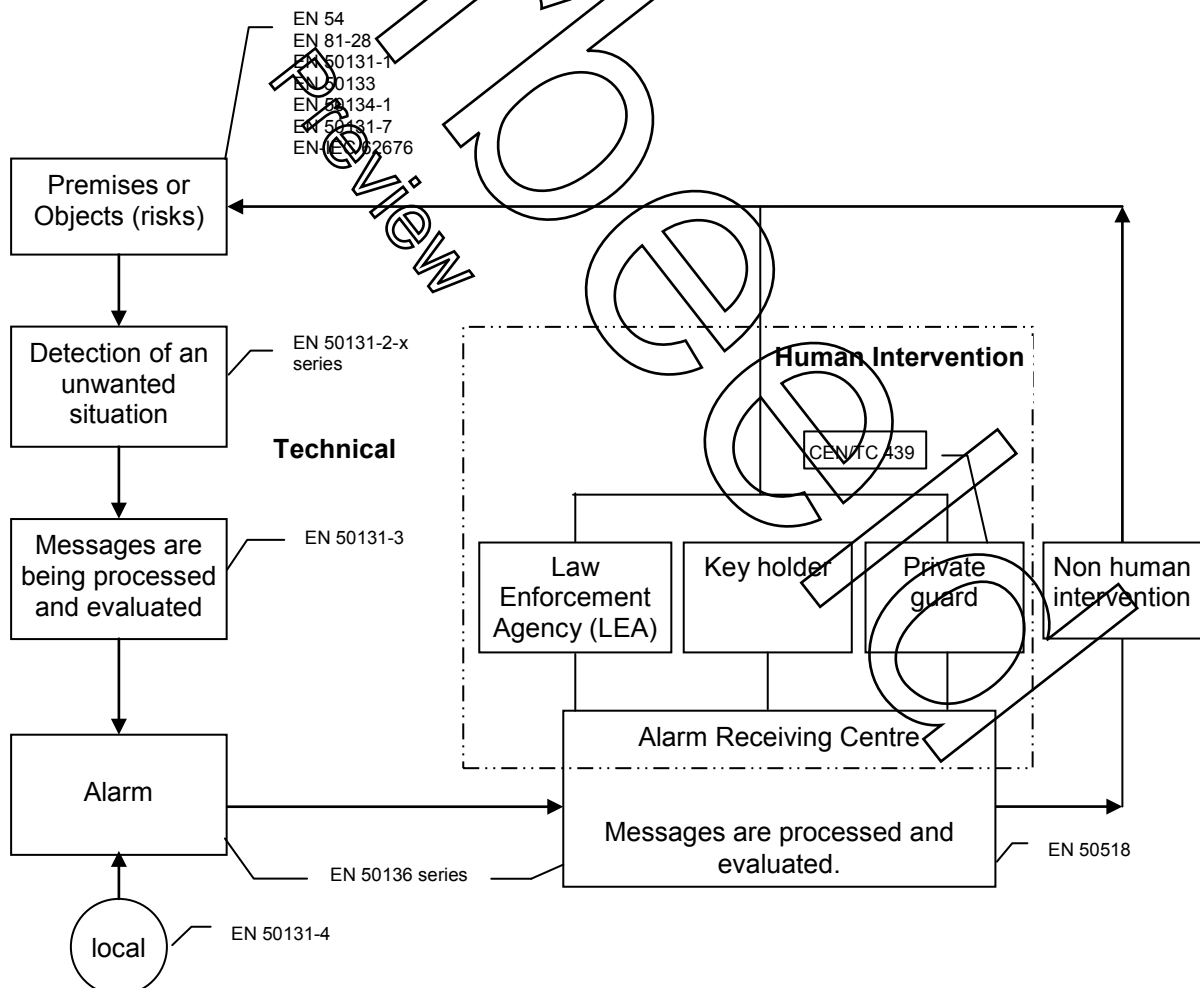 EN 54
EN 81-28
EN 50131-1
EN 50133
EN 50134-1
EN 50131-7
EN-IEC 62676
Preview
Premises or
Objects (risks)
Detection of an
unwanted
situation
EN 50131-2-x
series
Human Intervention
Technical
CEN/TC 439
Messages are
being processed
and evaluated
EN 50131-3
Law
Enforcement
Agency (LEA)
Key holder
Private
guard
Non human
intervention
Alarm
Alarm Receiving Centre
Messages are processed and
evaluated.
EN 50518
EN 50136 series
local
EN 50131-4